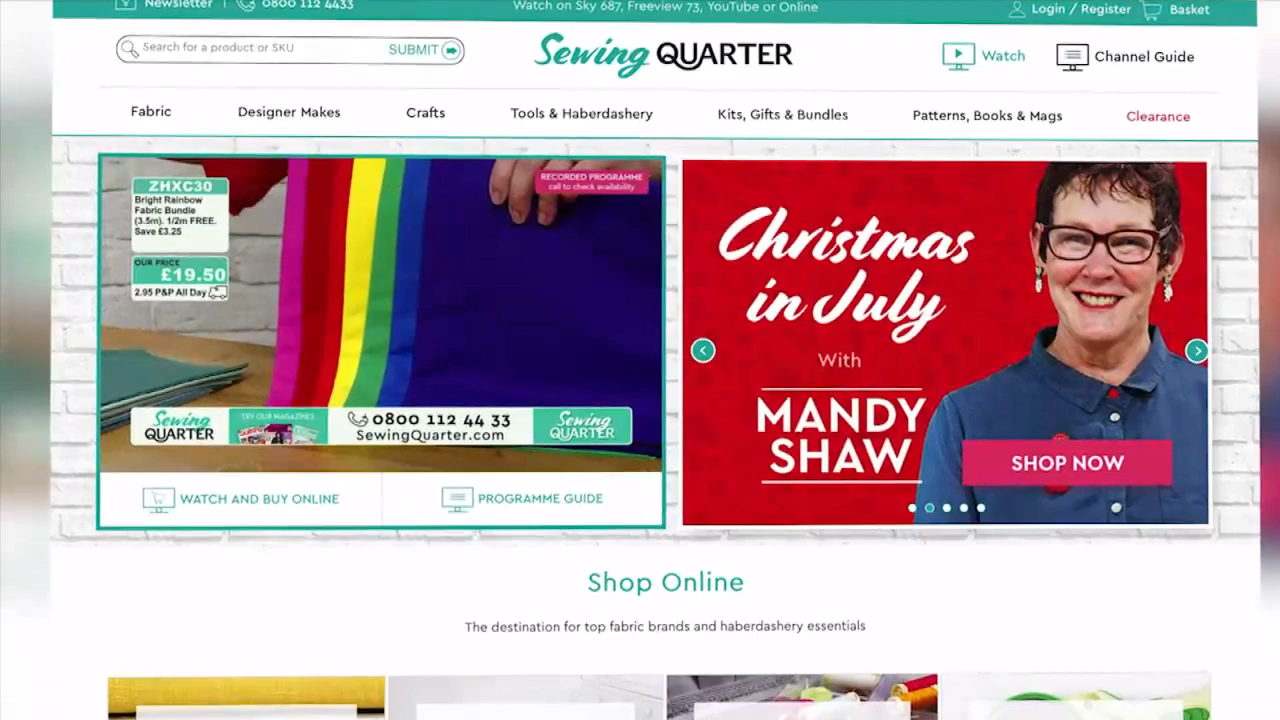 Newsletter
0800 112 4433
Watch on Sky 687, Freeview 73, YouTube or Online
Login / Register
Basket
Search for a product or SKU
SUBMIT
Sewing QUARTER
Watch
Channel Guide
Fabric
Designer Makes
Crafts
Tools & Haberdashery
Kits, Gifts & Bundles
Patterns, Books & Mags
Clearance
ZHXC30
Bright Rainbow
Fabric Bundle
(3.5m). 1/2m FREE.
Save £3.25
OUR PRICE
£19.50
2.95 P&P All Day
RECORDED PROGRAMME
call to check availability
Sewing
QUARTER
TRY OUR MAGAZINES
0800 112 44 33
SewingQuarter.com
Sewing
QUARTER
WATCH AND BUY ONLINE
PROGRAMME GUIDE
Christmas
in July
With
MANDY
SHAW
SHOP NOW
Shop Online
The destination for top fabric brands and haberdashery essentials